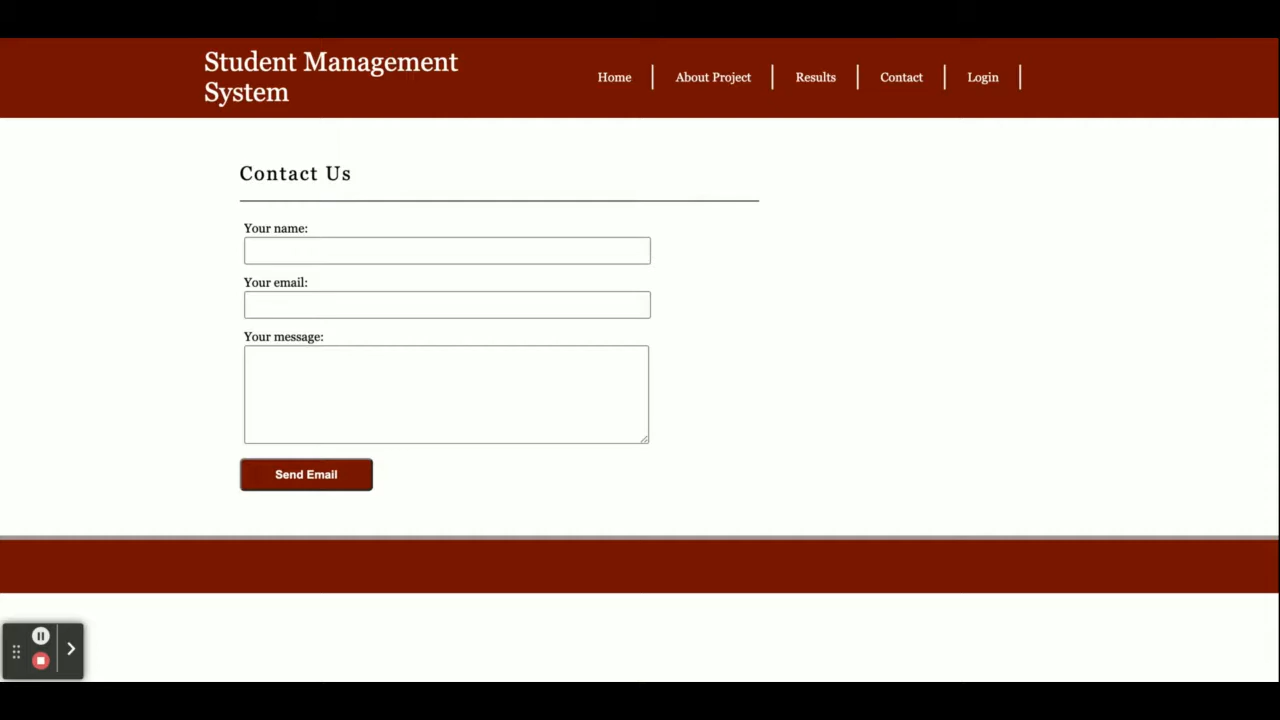 Student Management
System
Home
About Project
Results
Contact
Login
Contact Us
Your name:
Your email:
Your message:
Send Email